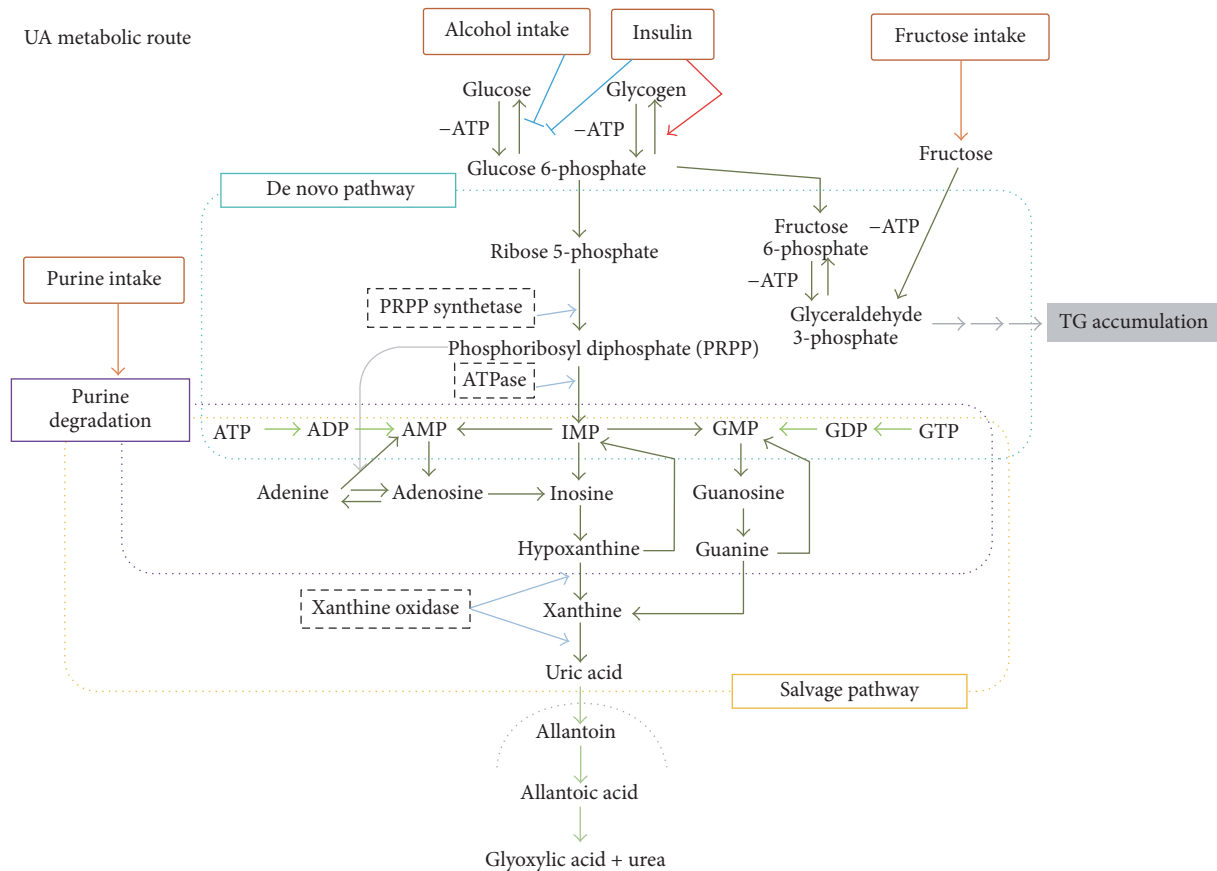 UA metabolic route
Alcohol intake
Insulin
Fructose intake
Glucose
Glycogen
−ATP
−ATP
Glucose 6-phosphate
Fructose
De novo pathway
Fructose
6-phosphate
−ATP
Ribose 5-phosphate
Purine intake
−ATP
PRPP synthetase
Glyceraldehyde
3-phosphate
TG accumulation
Phosphoribosyl diphosphate (PRPP)
ATPase
Purine
degradation
ATP
ADP
AMP
IMP
GMP
GDP
GTP
Adenine
Adenosine
Inosine
Guanosine
Hypoxanthine
Guanine
Xanthine oxidase
Xanthine
Uric acid
Salvage pathway
Allantoin
Allantoic acid
Glyoxylic acid + urea